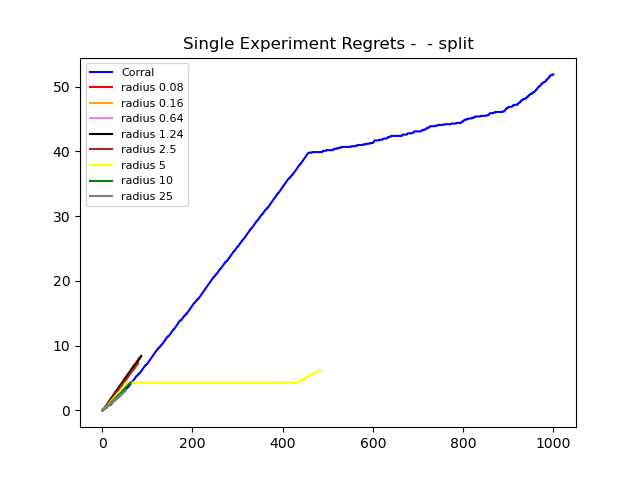 Single Experiment Regrets -  - split
Corral
radius 0.08
radius 0.16
radius 0.64
radius 1.24
radius 2.5
radius 5
radius 10
radius 25
50
40
30
20
10
0
0 200 400 600 800 1000